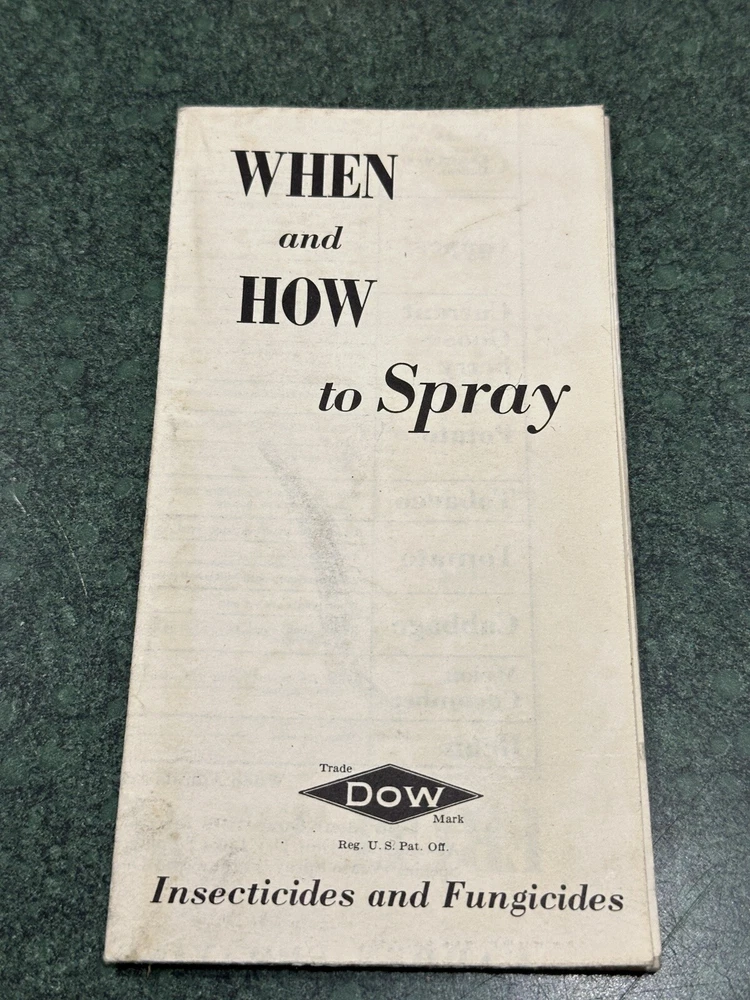 WHEN
and
HOW
to Spray
Trade
DOW
Mark
Reg. U. S. Pat. Off.
Insecticides and Fungicides